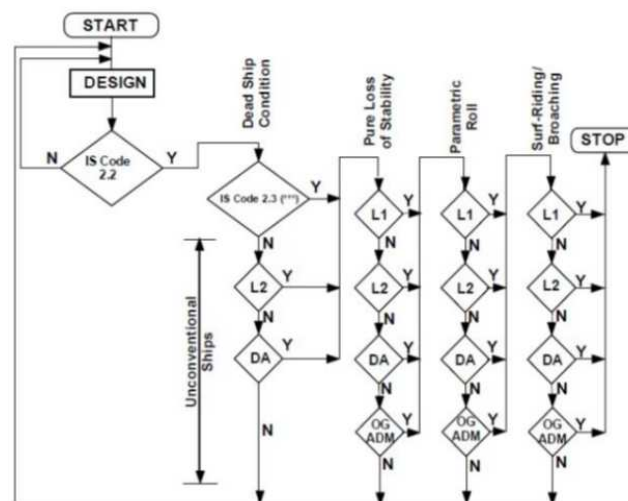 START
DESIGN
IS Code
2.2
N
Y
Dead Ship
Condition
IS Code 2.3 (***)
Y
N
L2
Y
N
DA
Y
N
Unconventional
Ships
Pure Loss
of Stability
L1
Y
N
L2
Y
N
DA
Y
N
OG
ADM
Y
N
Parametric
Roll
L1
Y
N
L2
Y
N
DA
Y
N
OG
ADM
Y
N
Surf-Riding/
Broaching
L1
Y
N
L2
Y
N
DA
Y
N
OG
ADM
Y
N
STOP